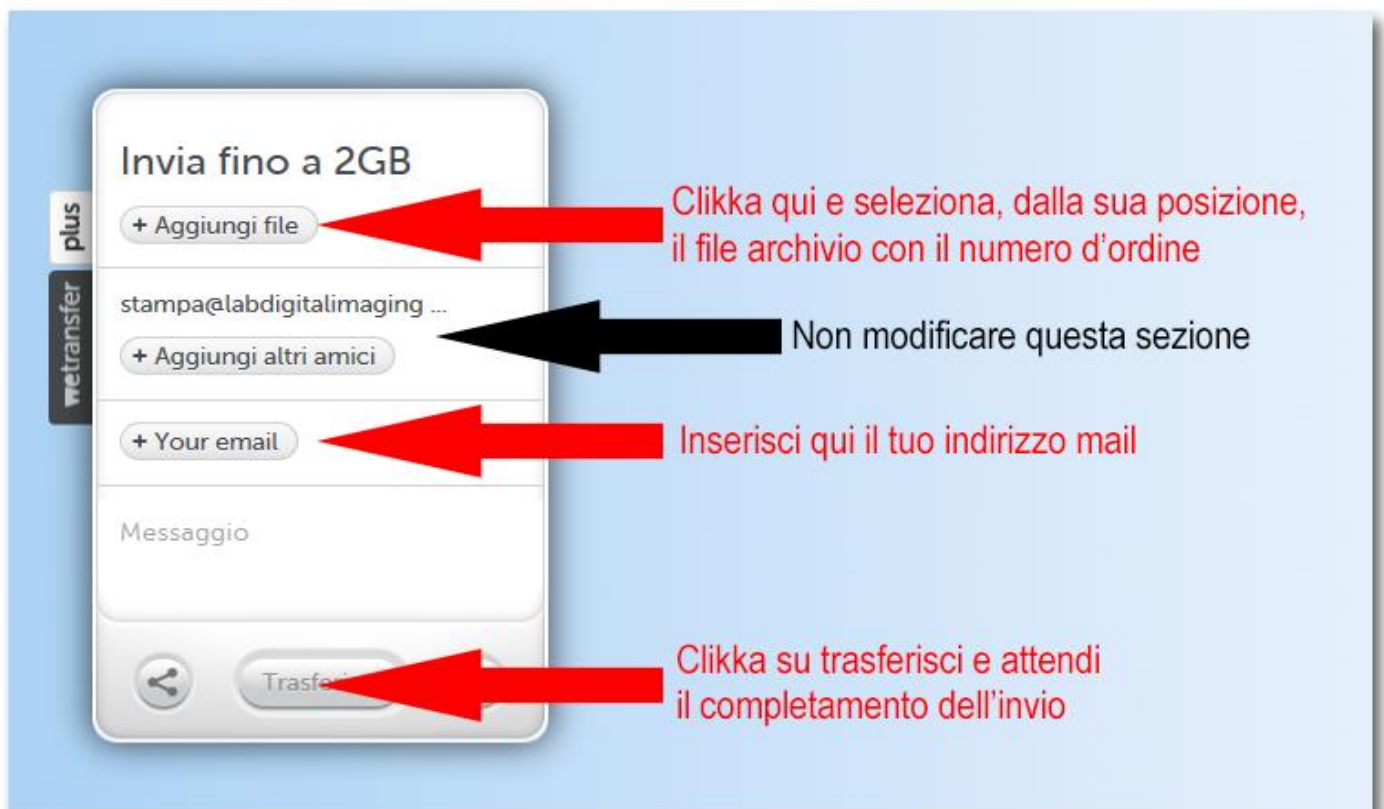 Invia fino a 2GB
plus
+ Aggiungi file
Clikka qui e seleziona, dalla sua posizione,
il file archivio con il numero d'ordine
wetransfer
stampa@labdigitalimaging ...
+ Aggiungi altri amici
Non modificare questa sezione
+ Your email
Inserisci qui il tuo indirizzo mail
Messaggio
Clikka su trasferisci e attendi
il completamento dell'invio